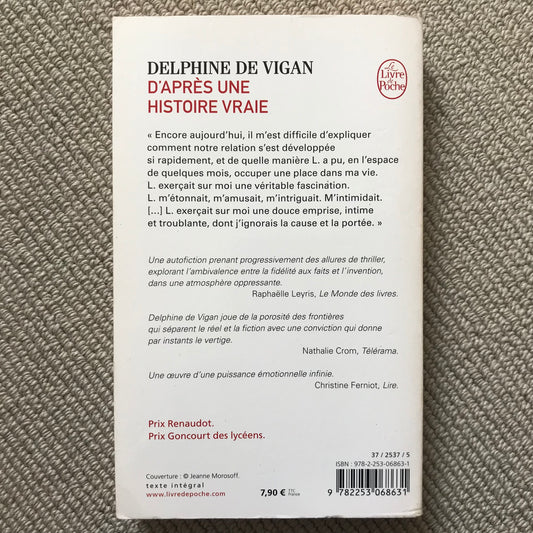 DELPHINE DE VIGAN
D'APRÈS UNE
HISTOIRE VRAIE
Le
Livre
de
Poche
« Encore aujourd'hui, il m'est difficile d'expliquer
comment notre relation s'est développée
si rapidement, et de quelle manière L. a pu, en l'espace
de quelques mois, occuper une place dans ma vie.
L. exerçait sur moi une véritable fascination.
L. m'étonnait, m'amusait, m'intriguait. M'intimidait.
[…] L. exerçait sur moi une douce emprise, intime
et troublante, dont j'ignorais la cause et la portée. »
Une autofiction prenant progressivement des allures de thriller,
explorant l'ambivalence entre la fidélité aux faits et l'invention,
dans une atmosphère oppressante.
Raphaëlle Leyris, Le Monde des livres.
Delphine de Vigan joue de la porosité des frontières
qui séparent le réel et la fiction avec une conviction qui donne
par instants le vertige.
Nathalie Crom, Télérama.
Une œuvre d'une puissance émotionnelle infinie.
Christine Ferniot, Lire.
Prix Renaudot.
Prix Goncourt des lycéens.
37 / 2537 / 5
ISBN : 978-2-253-06863-1
Couverture : © Jeanne Morosoff.
texte intégral
www.livredepoche.com
7,90 € TTC
France
9 782253 068631